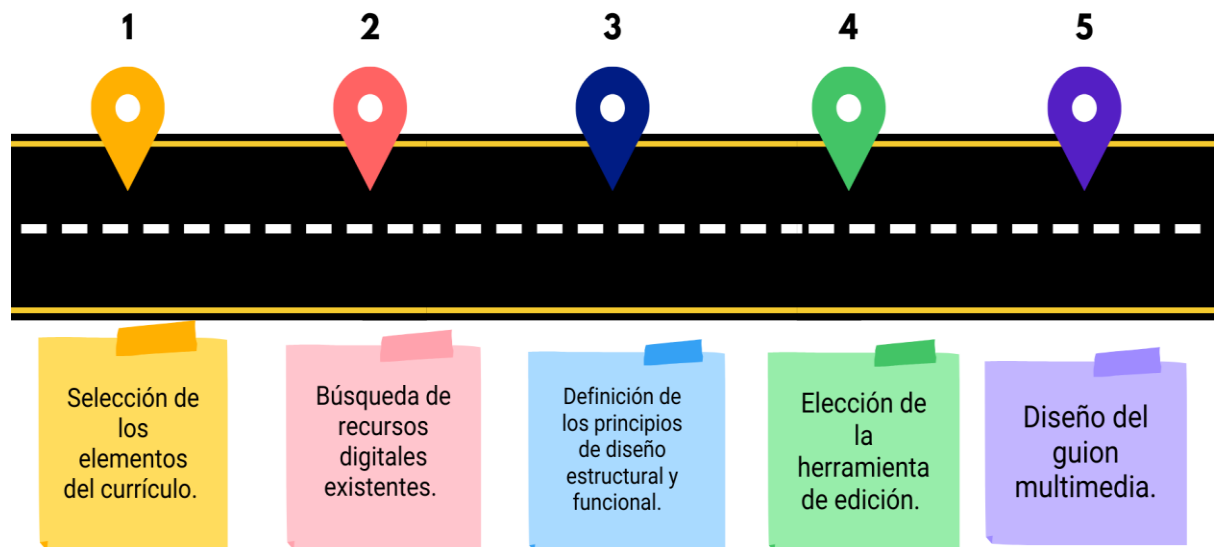 1
2
3
4
5
Selección de
los
elementos
del currículo.
Búsqueda de
recursos
digitales
existentes.
Definición de
los principios
de diseño
estructural y
funcional.
Elección de
la
herramienta
de edición.
Diseño del
guion
multimedia.